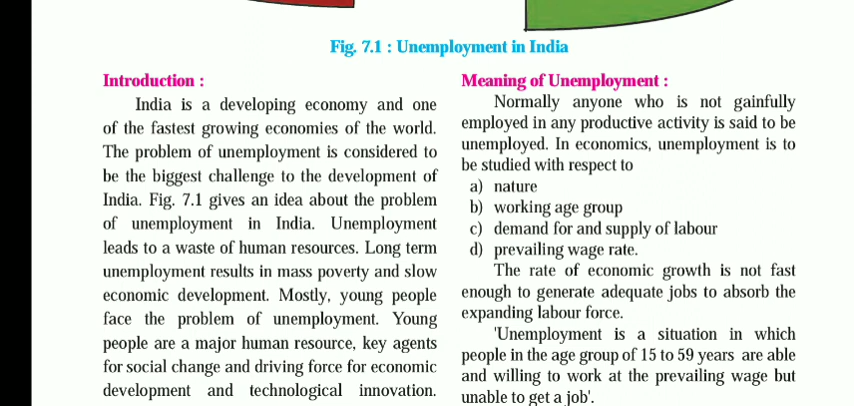 Fig. 7.1 : Unemployment in India
Introduction :
India is a developing economy and one
of the fastest growing economies of the world.
The problem of unemployment is considered to
be the biggest challenge to the development of
India. Fig. 7.1 gives an idea about the problem
of unemployment in India. Unemployment
leads to a waste of human resources. Long term
unemployment results in mass poverty and slow
economic development. Mostly, young people
face the problem of unemployment. Young
people are a major human resource, key agents
for social change and driving force for economic
development and technological innovation.
Meaning of Unemployment :
Normally anyone who is not gainfully
employed in any productive activity is said to be
unemployed. In economics, unemployment is to
be studied with respect to
a) nature
b) working age group
c) demand for and supply of labour
d) prevailing wage rate.
The rate of economic growth is not fast
enough to generate adequate jobs to absorb the
expanding labour force.
'Unemployment is a situation in which
people in the age group of 15 to 59 years are able
and willing to work at the prevailing wage but
unable to get a job'.